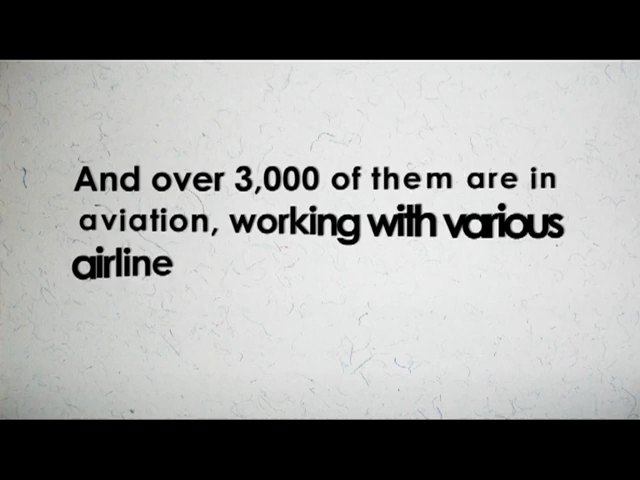 And over 3,000 of them are in
aviation, working with various
airline